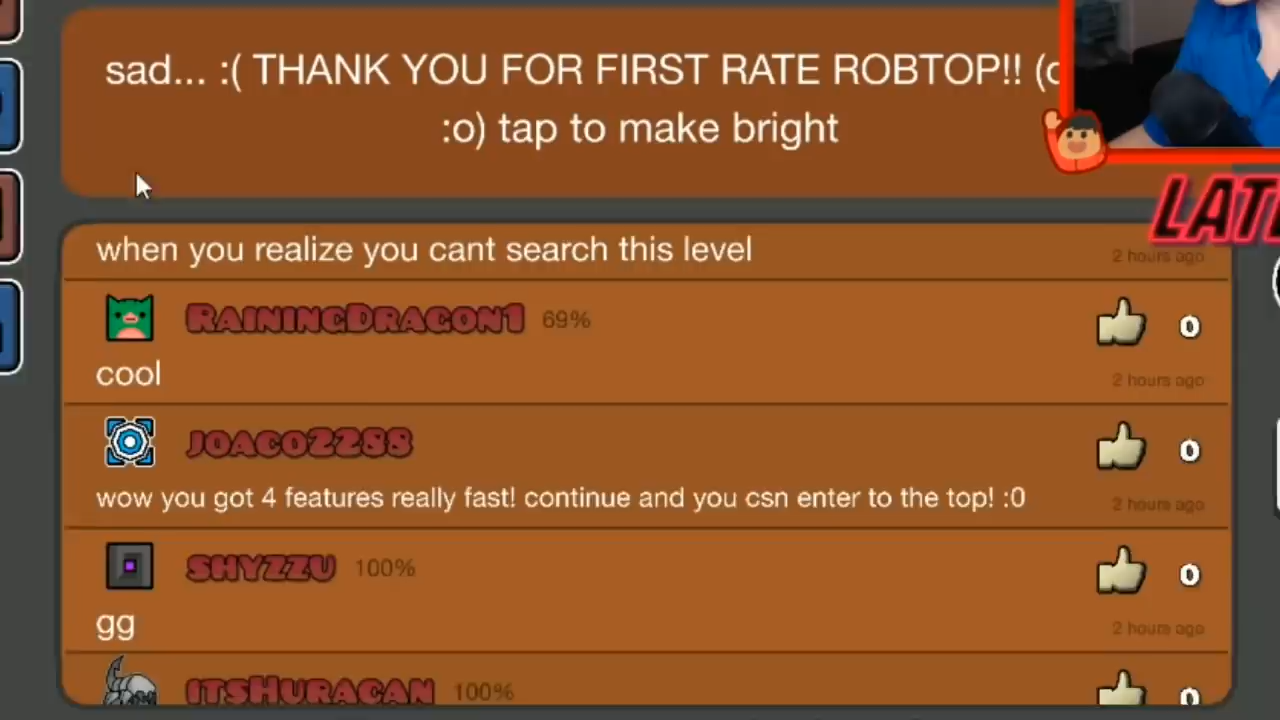 sad... :( THANK YOU FOR FIRST RATE ROBTOP!!
:o) tap to make bright
when you realize you cant search this level
2 hours ago
RainingDragon1 69% 0
cool
2 hours ago
joaco2288 0
wow you got 4 features really fast! continue and you csn enter to the top! :0
2 hours ago
shyzzu 100% 0
gg
2 hours ago
itsHuracan 100% 0